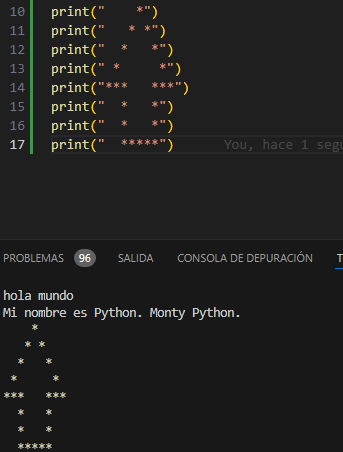 10 print("    *")
11 print("   * *")
12 print("  *   *")
13 print(" *     *")
14 print("***   ***")
15 print("  *   *")
16 print("  *   *")
17 print("  *****") You, hace 1 segu
PROBLEMAS 96 SALIDA CONSOLA DE DEPURACIÓN T
hola mundo
Mi nombre es Python. Monty Python.
    *
   * *
  *   *
 *     *
***   ***
  *   *
  *   *
  *****